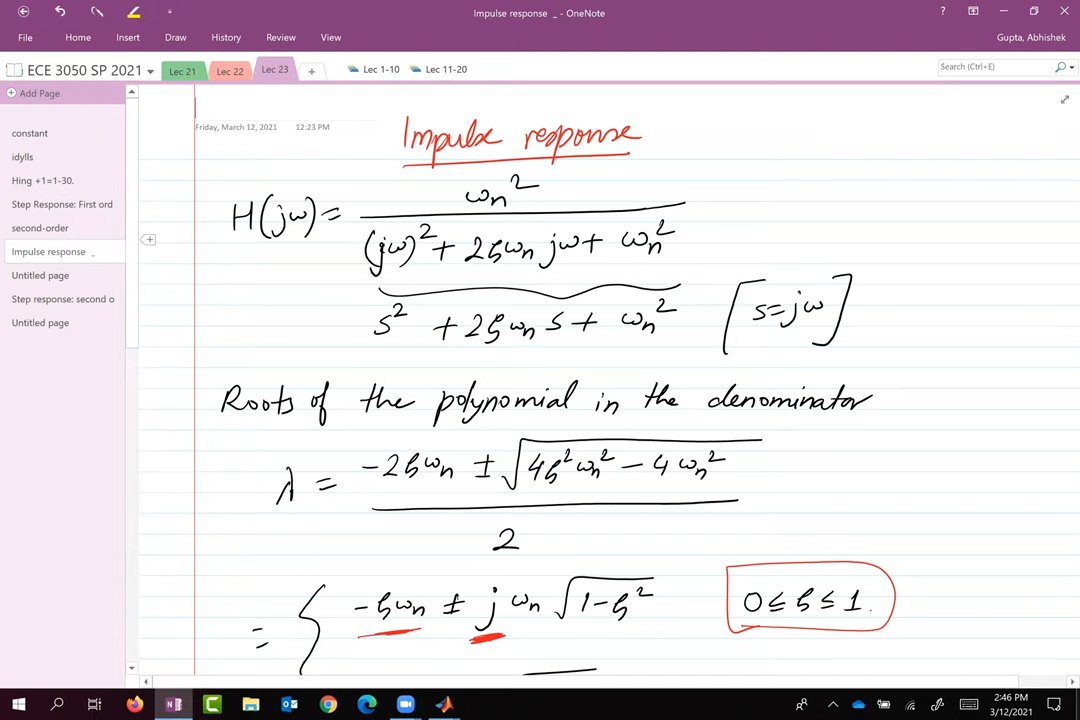 Impulse response _ - OneNote
?
File Home Insert Draw History Review View
Gupta, Abhishek
ECE 3050 SP 2021 Lec 21 Lec 22 Lec 23 + Lec 1-10 Lec 11-20
Search (Ctrl+E)
Add Page
constant
idylls
Hing +1=1-30.
Step Response: First ord
second-order
Impulse response _
Untitled page
Step response: second o
Untitled page
Friday, March 12, 2021 12:23 PM
Impulse response
H(jω) = ωn²
(jω)² + 2ζωn jω + ωn²
s² + 2ζωn s + ωn² [s=jω]
Roots of the polynomial in the denominator
λ = -2ζωn ± √4ζ²ωn² - 4ωn²
2
= { -ζωn ± j ωn √1-ζ² 0 ≤ ζ ≤ 1.
2:46 PM
3/12/2021